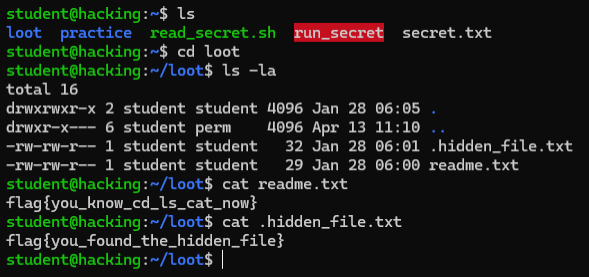 student@hacking:~$ ls
loot  practice  read_secret.sh  run_secret  secret.txt
student@hacking:~$ cd loot
student@hacking:~/loot$ ls -la
total 16
drwxrwxr-x 2 student student 4096 Jan 28 06:05 .
drwxr-x--- 6 student perm    4096 Apr 13 11:10 ..
-rw-rw-r-- 1 student student   32 Jan 28 06:01 .hidden_file.txt
-rw-rw-r-- 1 student student   29 Jan 28 06:00 readme.txt
student@hacking:~/loot$ cat readme.txt
flag{you_know_cd_ls_cat_now}
student@hacking:~/loot$ cat .hidden_file.txt
flag{you_found_the_hidden_file}
student@hacking:~/loot$